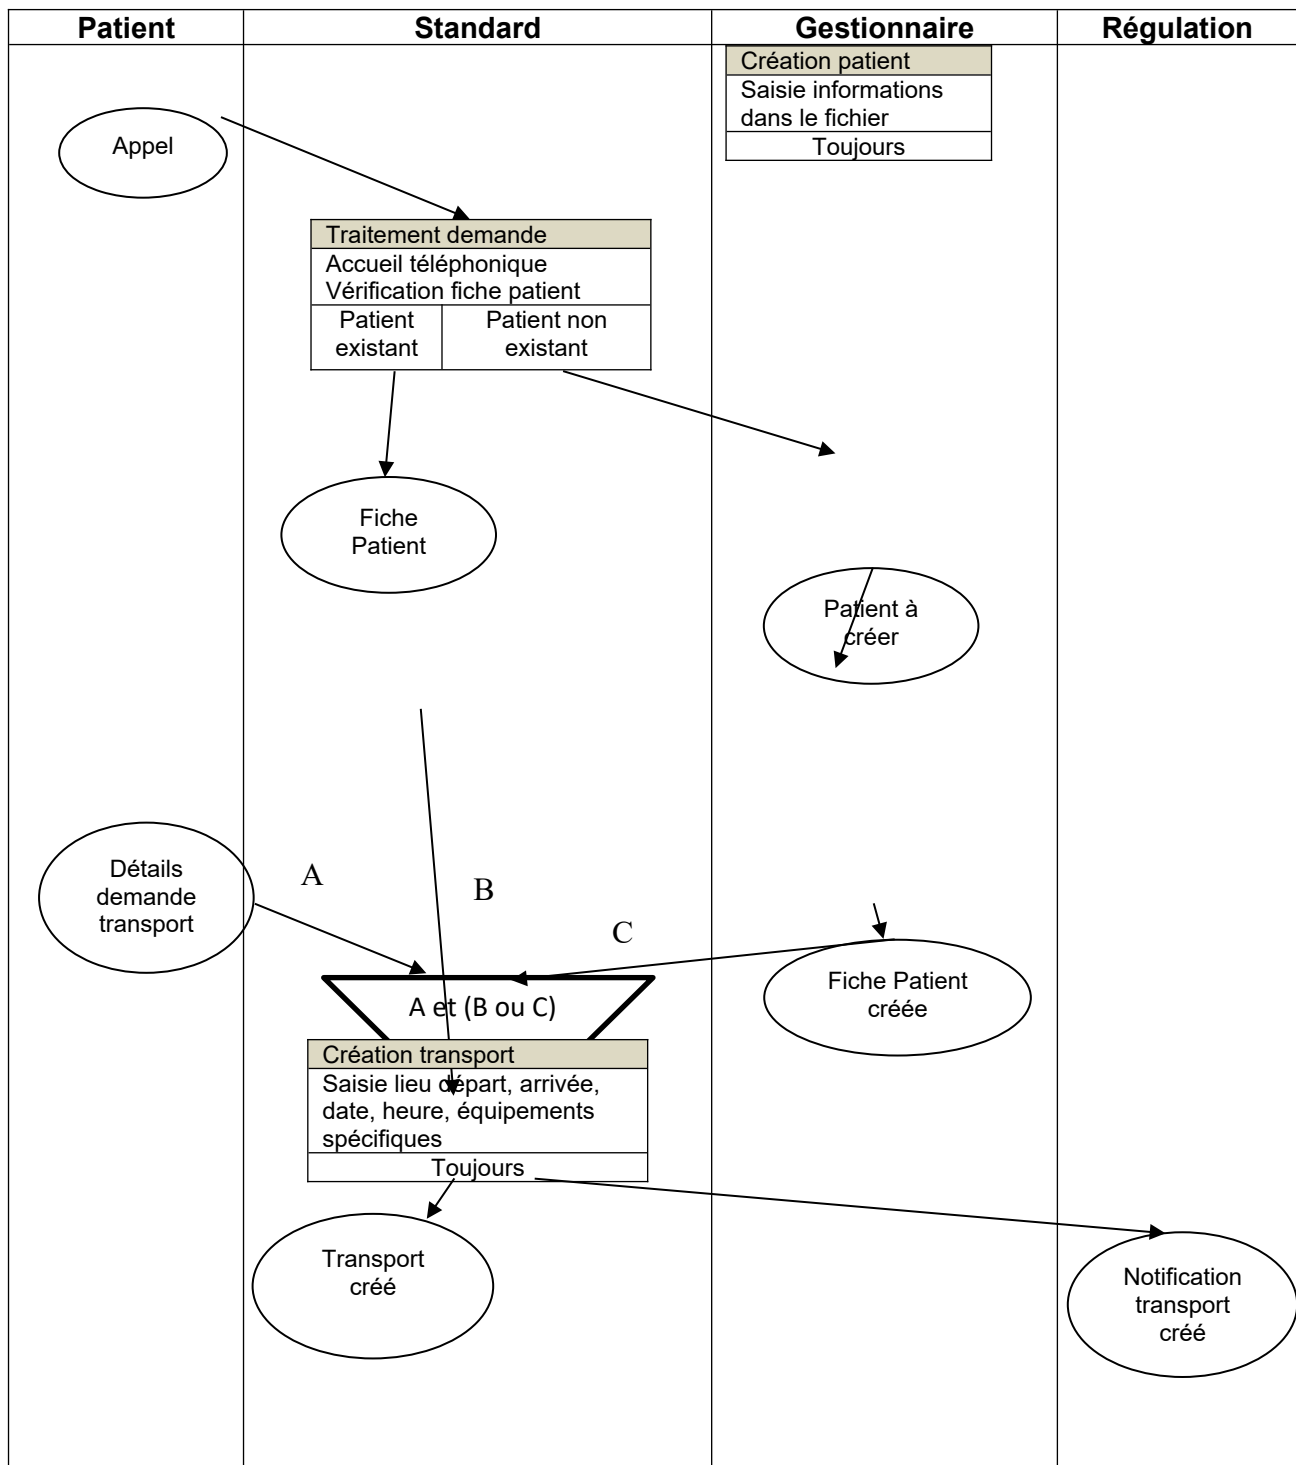 Patient
Standard
Gestionnaire
Régulation
Création patient
Saisie informations
dans le fichier
Toujours
Appel
Traitement demande
Accueil téléphonique
Vérification fiche patient
Patient
existant
Patient non
existant
Fiche
Patient
Patient à
créer
Détails
demande
transport
A
B
C
A et (B ou C)
Fiche Patient
créée
Création transport
Saisie lieu départ, arrivée,
date, heure, équipements
spécifiques
Toujours
Transport
créé
Notification
transport
créé